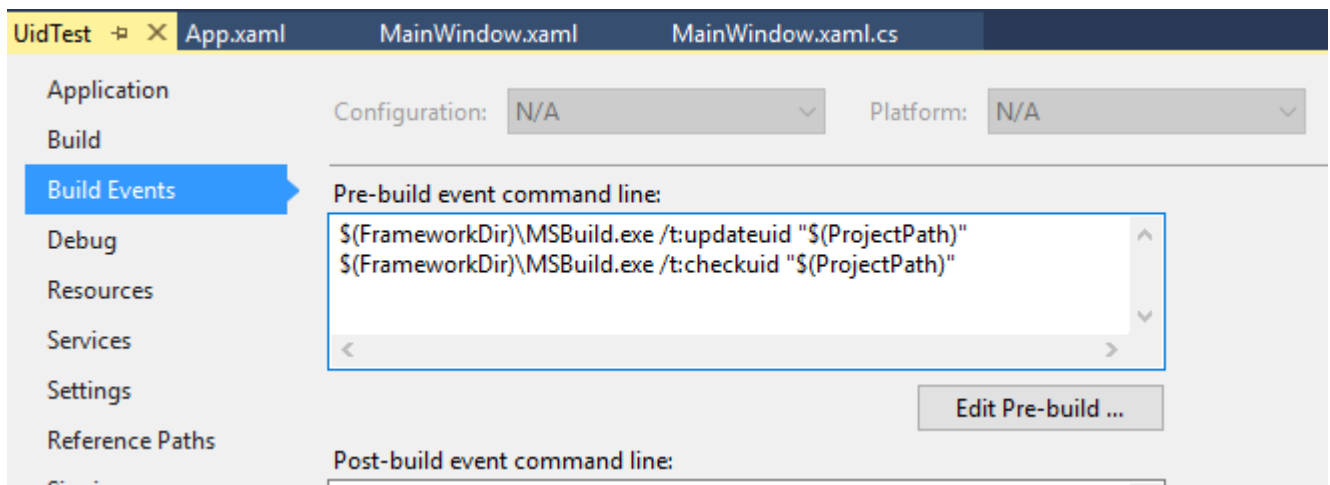 UidTest App.xaml MainWindow.xaml MainWindow.xaml.cs
Application
Configuration: N/A Platform: N/A
Build
Build Events
Pre-build event command line:
$(FrameworkDir)\MSBuild.exe /t:updateuid "$(ProjectPath)"
$(FrameworkDir)\MSBuild.exe /t:checkuid "$(ProjectPath)"
Debug
Resources
Services
Settings
Edit Pre-build ...
Reference Paths
Post-build event command line: